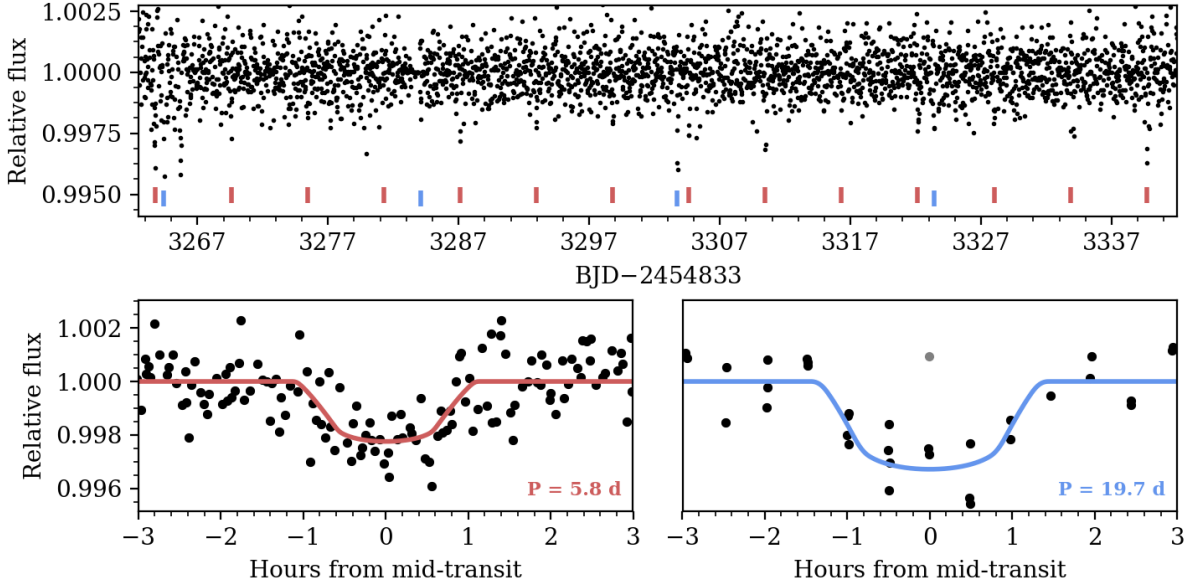 Relative flux
1.0025
1.0000
0.9975
0.9950
3267 3277 3287 3297 3307 3317 3327 3337
BJD−2454833
Relative flux
1.002
1.000
0.998
0.996
P = 5.8 d
P = 19.7 d
−3 −2 −1 0 1 2 3
−3 −2 −1 0 1 2 3
Hours from mid-transit
Hours from mid-transit